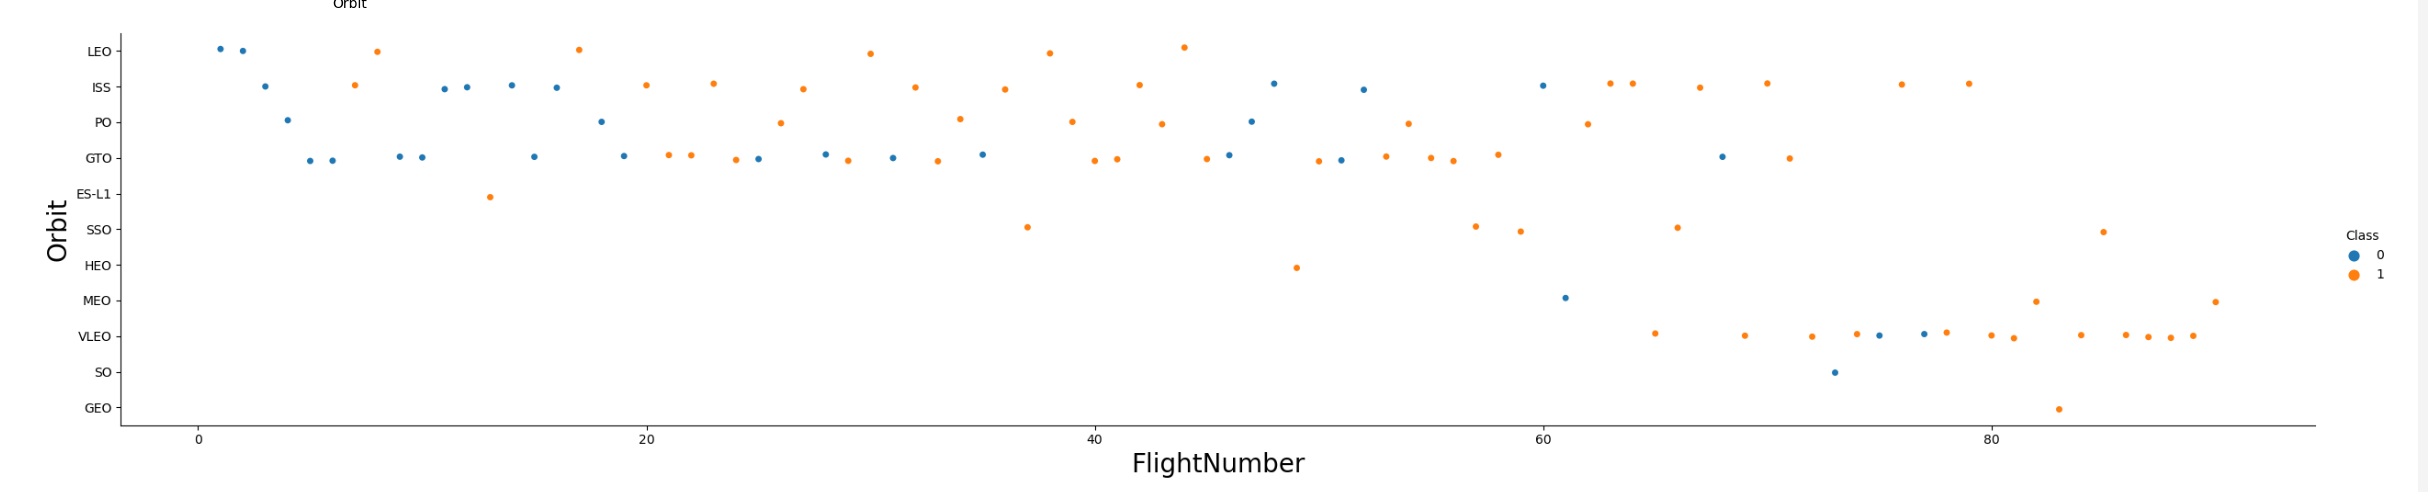 Orbit
LEO
ISS
PO
GTO
ES-L1
SSO
HEO
MEO
VLEO
SO
GEO
Orbit
0 20 40 60 80
FlightNumber
Class
0
1